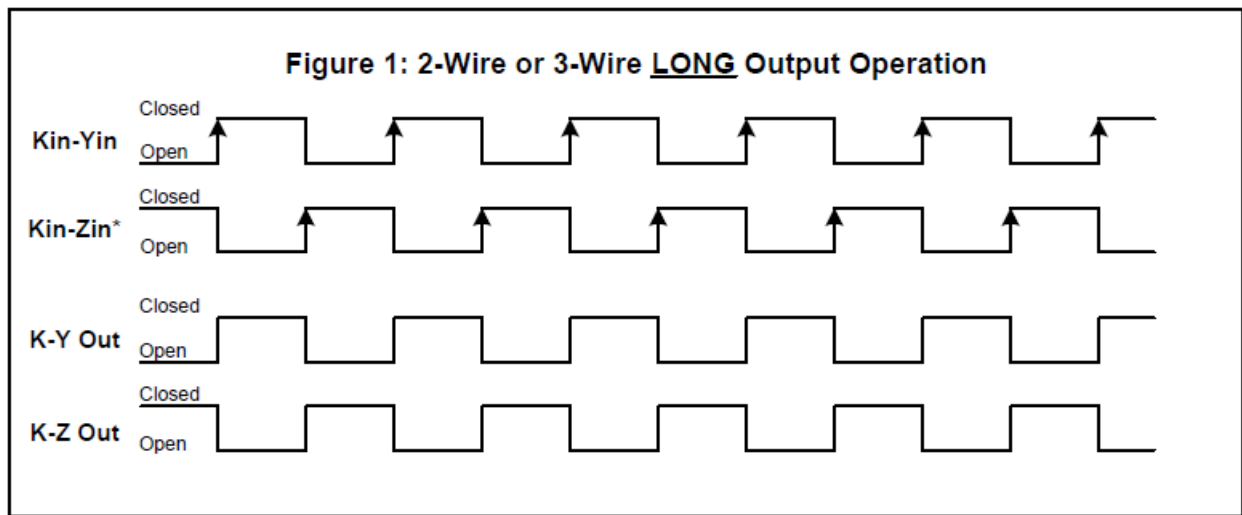 Figure 1: 2-Wire or 3-Wire LONG Output Operation
Closed
Kin-Yin
Open
Closed
Kin-Zin*
Open
Closed
K-Y Out
Open
Closed
K-Z Out
Open